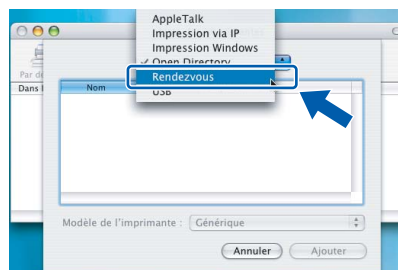 AppleTalk
Impression via IP
Impression Windows
✓ Open Directory
Rendezvous
USB
Par dé
Dans l
Nom
Modèle de l'imprimante : Générique
Annuler Ajouter